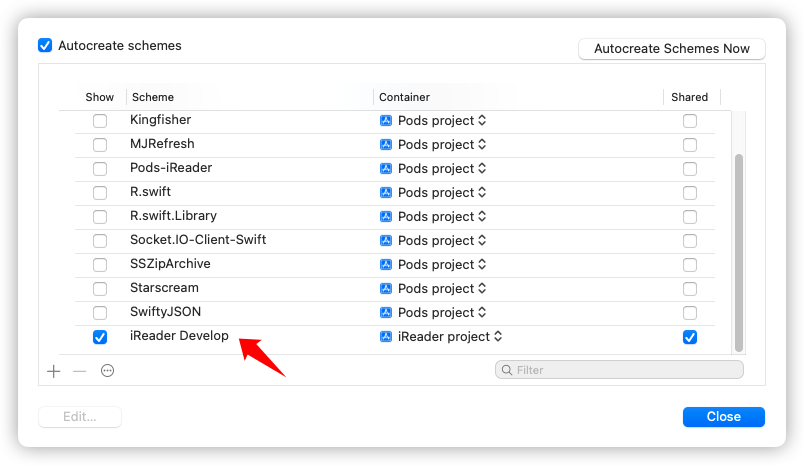 Autocreate schemes
Autocreate Schemes Now
Show Scheme Container Shared
Kingfisher Pods project
MJRefresh Pods project
Pods-iReader Pods project
R.swift Pods project
R.swift.Library Pods project
Socket.IO-Client-Swift Pods project
SSZipArchive Pods project
Starscream Pods project
SwiftyJSON Pods project
iReader Develop iReader project
Filter
Edit... Close